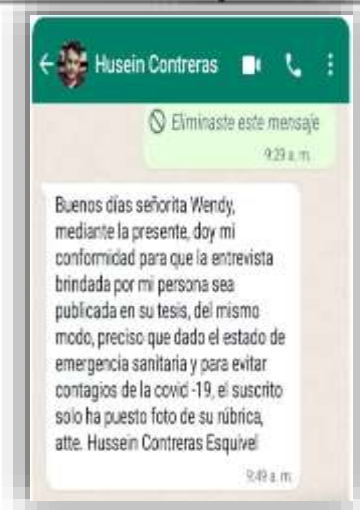 Husein Contreras
Eliminaste este mensaje
9:29 a. m.
Buenos días señorita Wendy,
mediante la presente, doy mi
conformidad para que la entrevista
brindada por mi persona sea
publicada en su tesis, del mismo
modo, preciso que dado el estado de
emergencia sanitaria y para evitar
contagios de la covid -19, el suscrito
solo ha puesto foto de su rúbrica,
atte. Hussein Contreras Esquivel
9:49 a. m.